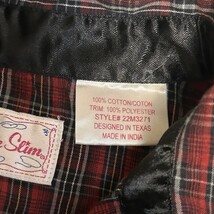 100% COTTON/COTON
TRIM: 100% POLYESTER
STYLE# 22M3271
DESIGNED IN TEXAS
MADE IN INDIA
Slim